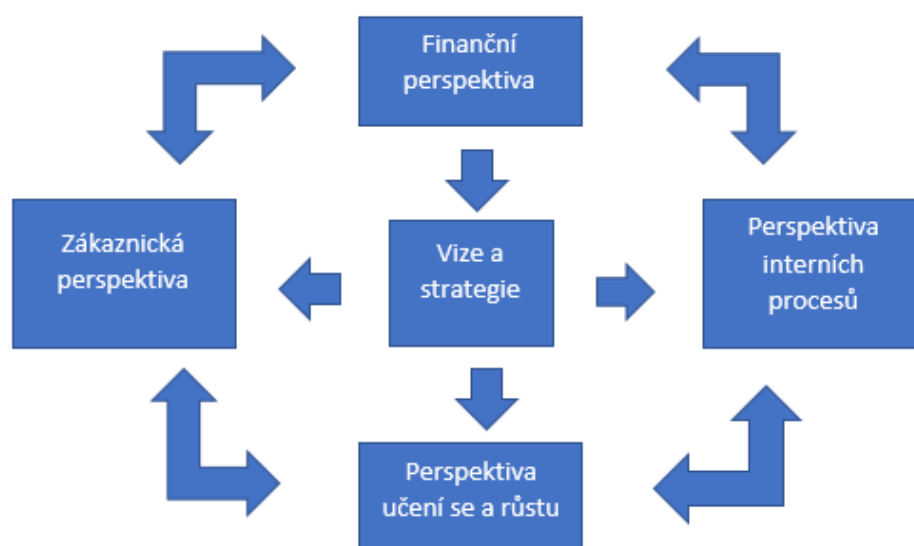 Finanční
perspektiva
Zákaznická
perspektiva
Vize a
strategie
Perspektiva
interních
procesů
Perspektiva
učení se a růstu